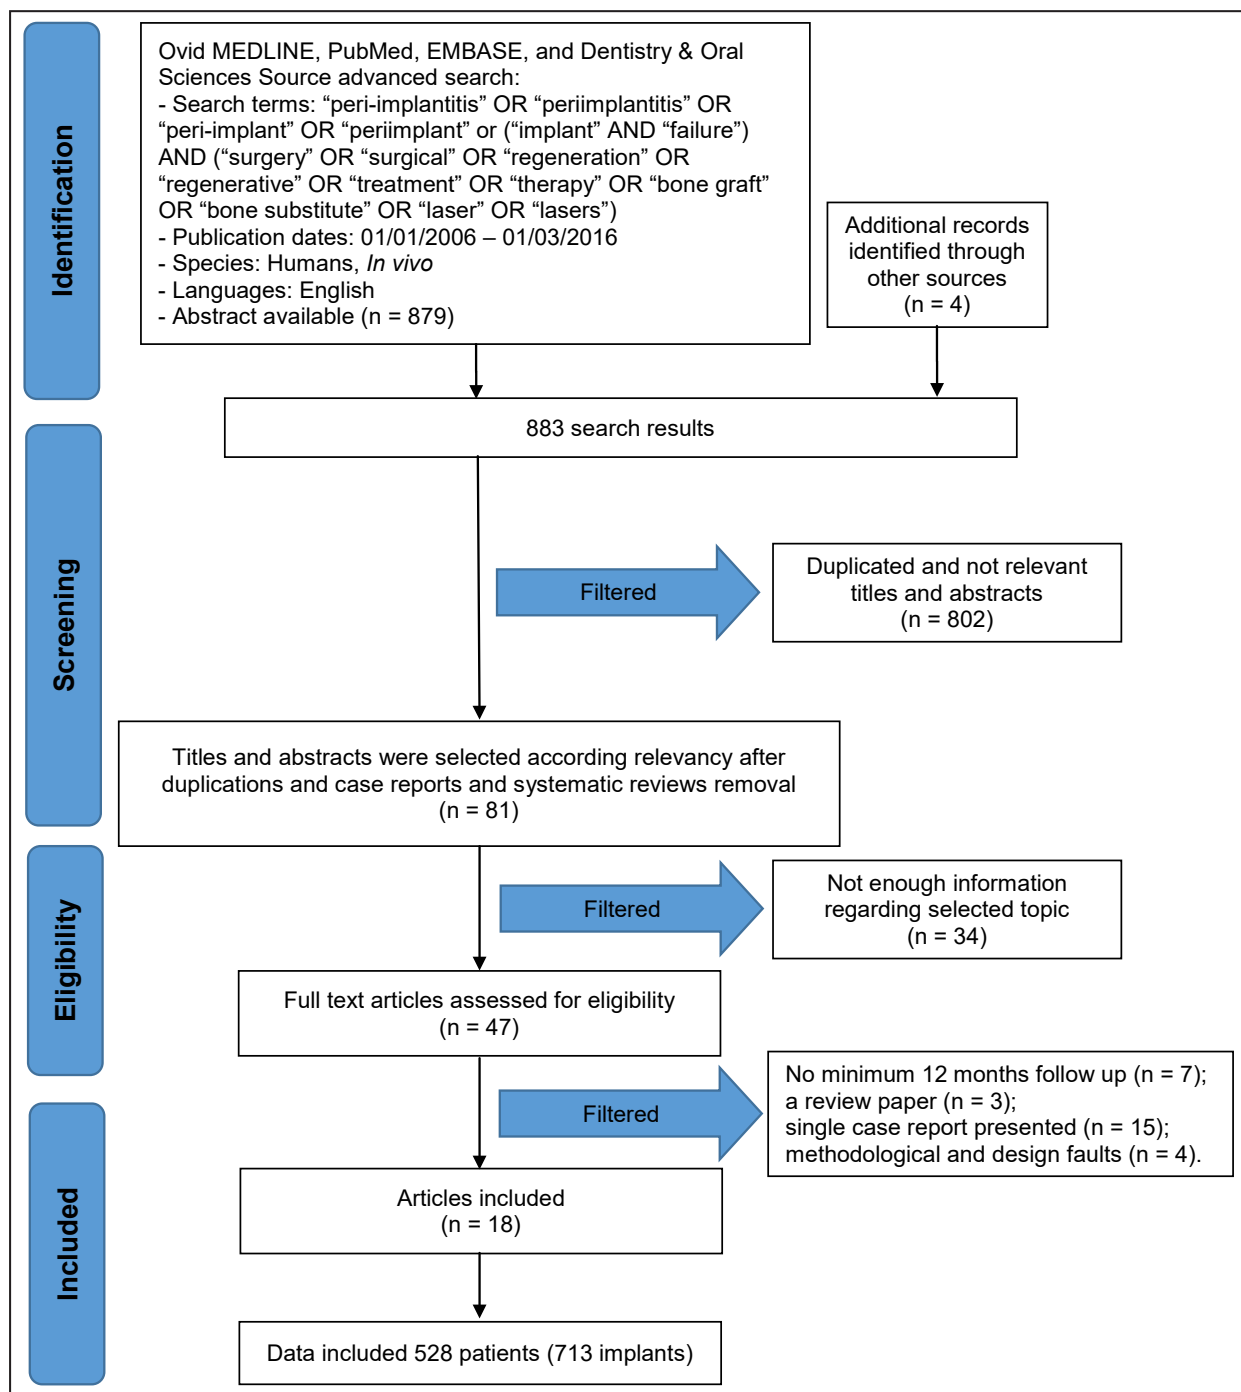 Identification
Ovid MEDLINE, PubMed, EMBASE, and Dentistry & Oral
Sciences Source advanced search:
- Search terms: “peri-implantitis” OR “periimplantitis” OR
“peri-implant” OR “periimplant” or (“implant” AND “failure”)
AND (“surgery” OR “surgical” OR “regeneration” OR
“regenerative” OR “treatment” OR “therapy” OR “bone graft”
OR “bone substitute” OR “laser” OR “lasers”)
- Publication dates: 01/01/2006 – 01/03/2016
- Species: Humans, In vivo
- Languages: English
- Abstract available (n = 879)
Additional records
identified through
other sources
(n = 4)
883 search results
Screening
Filtered
Duplicated and not relevant
titles and abstracts
(n = 802)
Titles and abstracts were selected according relevancy after
duplications and case reports and systematic reviews removal
(n = 81)
Eligibility
Filtered
Not enough information
regarding selected topic
(n = 34)
Full text articles assessed for eligibility
(n = 47)
Included
Filtered
No minimum 12 months follow up (n = 7);
a review paper (n = 3);
single case report presented (n = 15);
methodological and design faults (n = 4).
Articles included
(n = 18)
Data included 528 patients (713 implants)